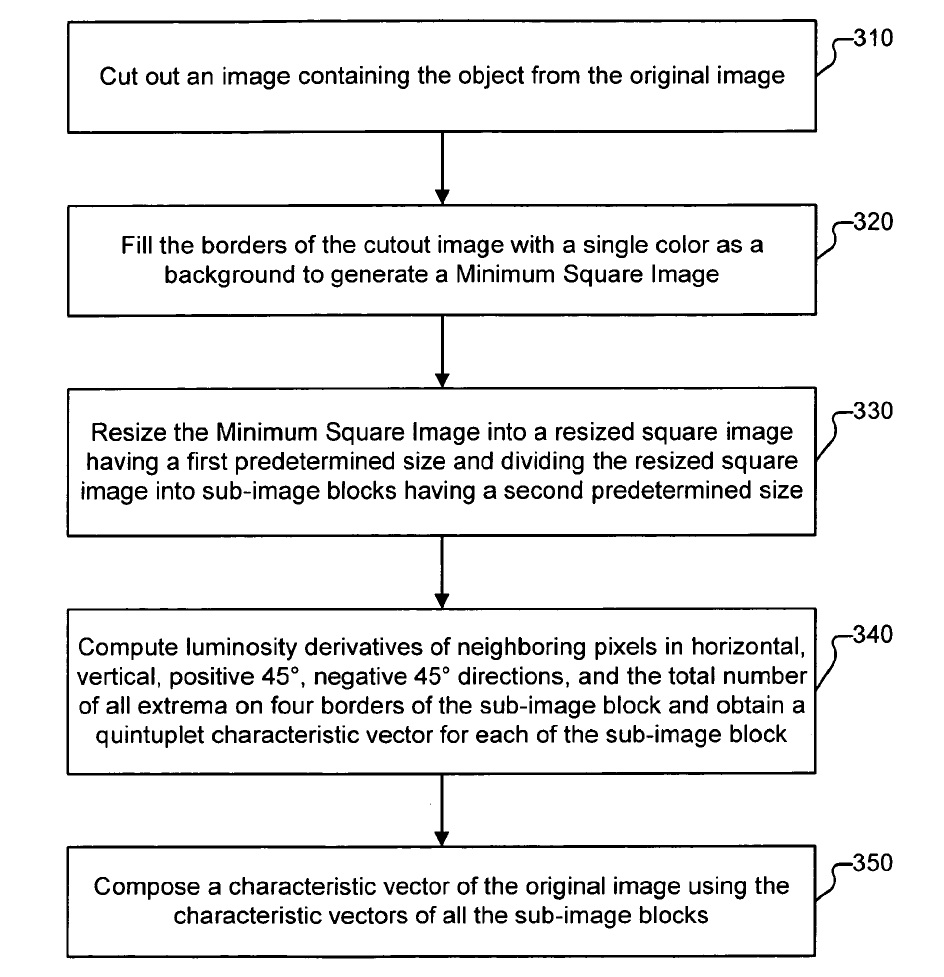 310
Cut out an image containing the object from the original image
320
Fill the borders of the cutout image with a single color as a
background to generate a Minimum Square Image
330
Resize the Minimum Square Image into a resized square image
having a first predetermined size and dividing the resized square
image into sub-image blocks having a second predetermined size
340
Compute luminosity derivatives of neighboring pixels in horizontal,
vertical, positive 45°, negative 45° directions, and the total number
of all extrema on four borders of the sub-image block and obtain a
quintuplet characteristic vector for each of the sub-image block
350
Compose a characteristic vector of the original image using the
characteristic vectors of all the sub-image blocks